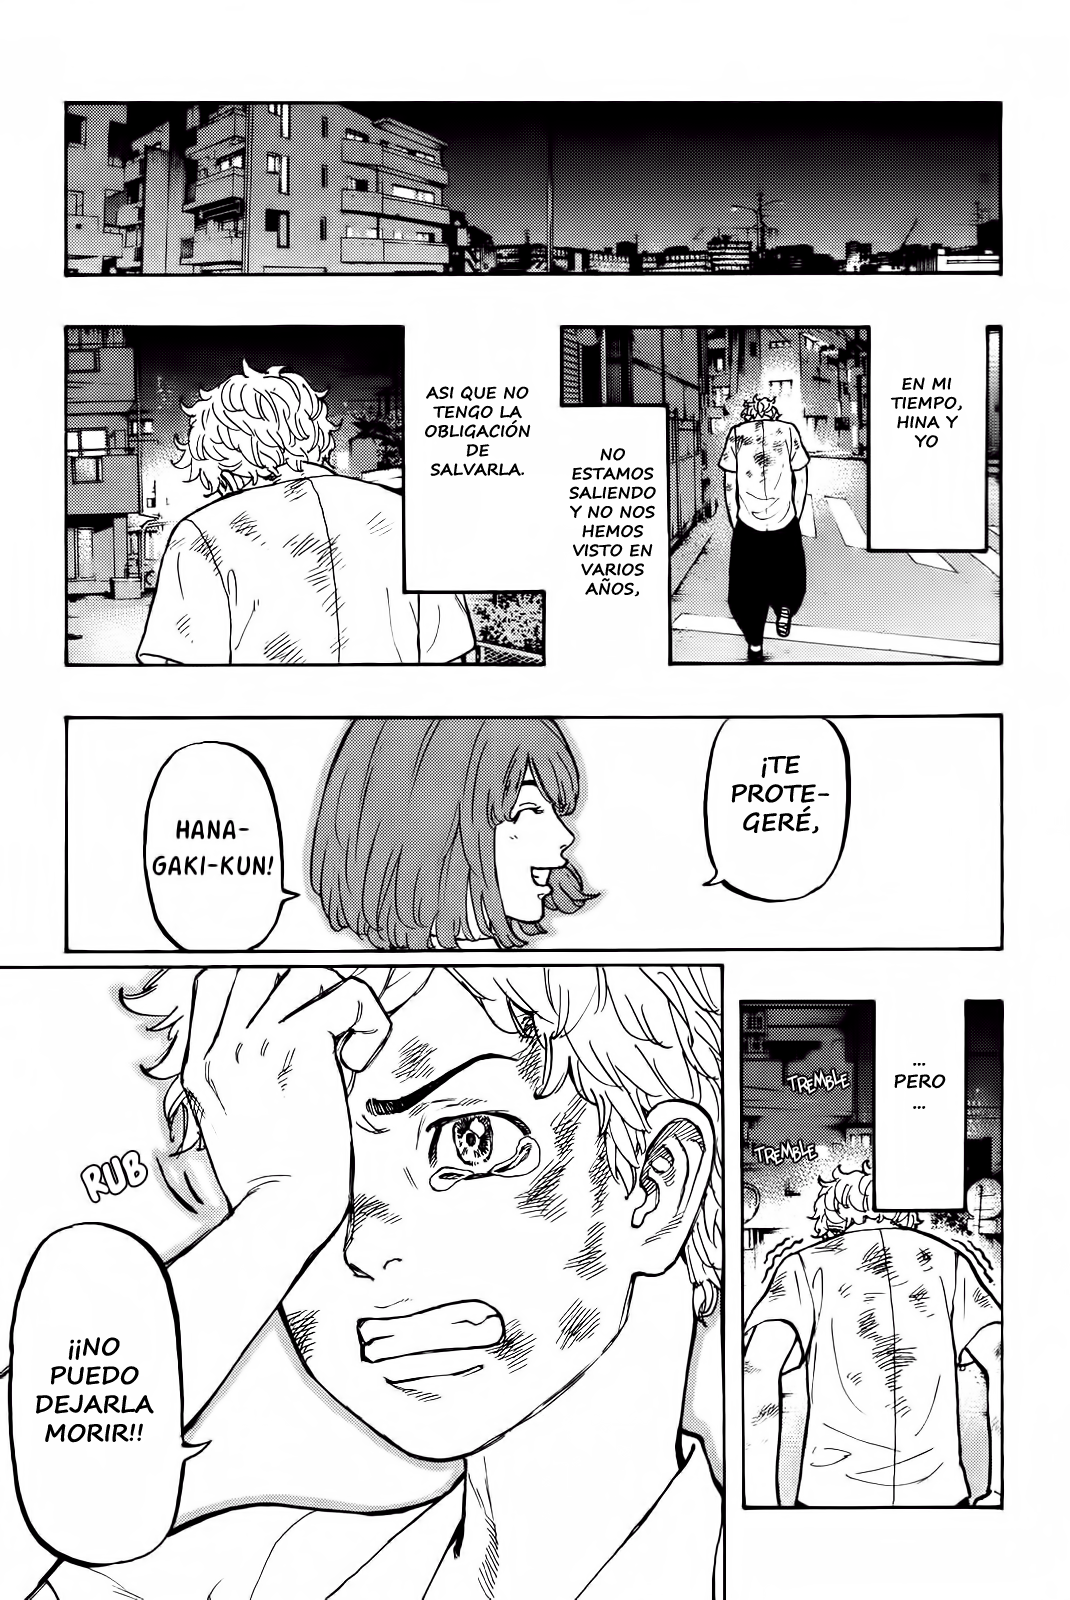 EN MI
TIEMPO,
HINA Y
YO
NO
ESTAMOS
SALIENDO
Y NO NOS
HEMOS
VISTO EN
VARIOS
AÑOS,
ASI QUE NO
TENGO LA
OBLIGACIÓN
DE
SALVARLA.
¡TE
PROTE-
GERÉ,
HANA-
GAKI-KUN!
...
PERO
...
TREMBLE
TREMBLE
RUB
¡¡NO
PUEDO
DEJARLA
MORIR!!